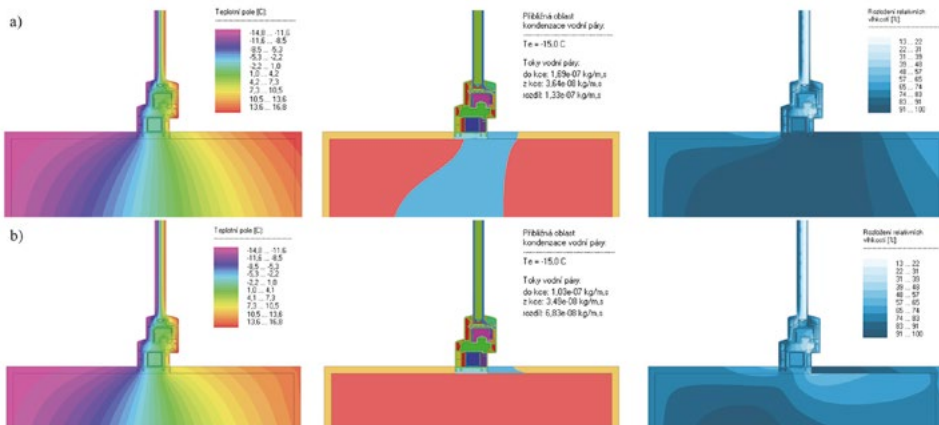 a)
Teplotní pole [C]:
-14,8 ... -11,6
-11,6 ... -8,5
-8,5 ... -5,3
-5,3 ... -2,2
-2,2 ... 1,0
1,0 ... 4,2
4,2 ... 7,3
7,3 ... 10,5
10,5 ... 13,6
13,6 ... 16,8
Přibližná oblast
kondenzace vodní páry:
Te = -15,0 C
Toky vodní páry:
do kce: 1,69e-07 kg/m,s
z kce: 3,64e-08 kg/m,s
rozdíl: 1,33e-07 kg/m,s
Rozložení relativních
vlhkostí [%]:
13 ... 22
22 ... 31
31 ... 39
39 ... 48
48 ... 57
57 ... 65
65 ... 74
74 ... 83
83 ... 91
91 ... 100
b)
Teplotní pole [C]:
-14,8 ... -11,6
-11,6 ... -8,5
-8,5 ... -5,3
-5,3 ... -2,2
-2,2 ... 1,0
1,0 ... 4,1
4,1 ... 7,3
7,3 ... 10,5
10,5 ... 13,6
13,6 ... 16,8
Přibližná oblast
kondenzace vodní páry:
Te = -15,0 C
Toky vodní páry:
do kce: 1,03e-07 kg/m,s
z kce: 3,48e-08 kg/m,s
rozdíl: 6,83e-08 kg/m,s
Rozložení relativních
vlhkostí [%]:
13 ... 22
22 ... 31
31 ... 39
39 ... 48
48 ... 57
57 ... 65
65 ... 74
74 ... 83
83 ... 91
91 ... 100